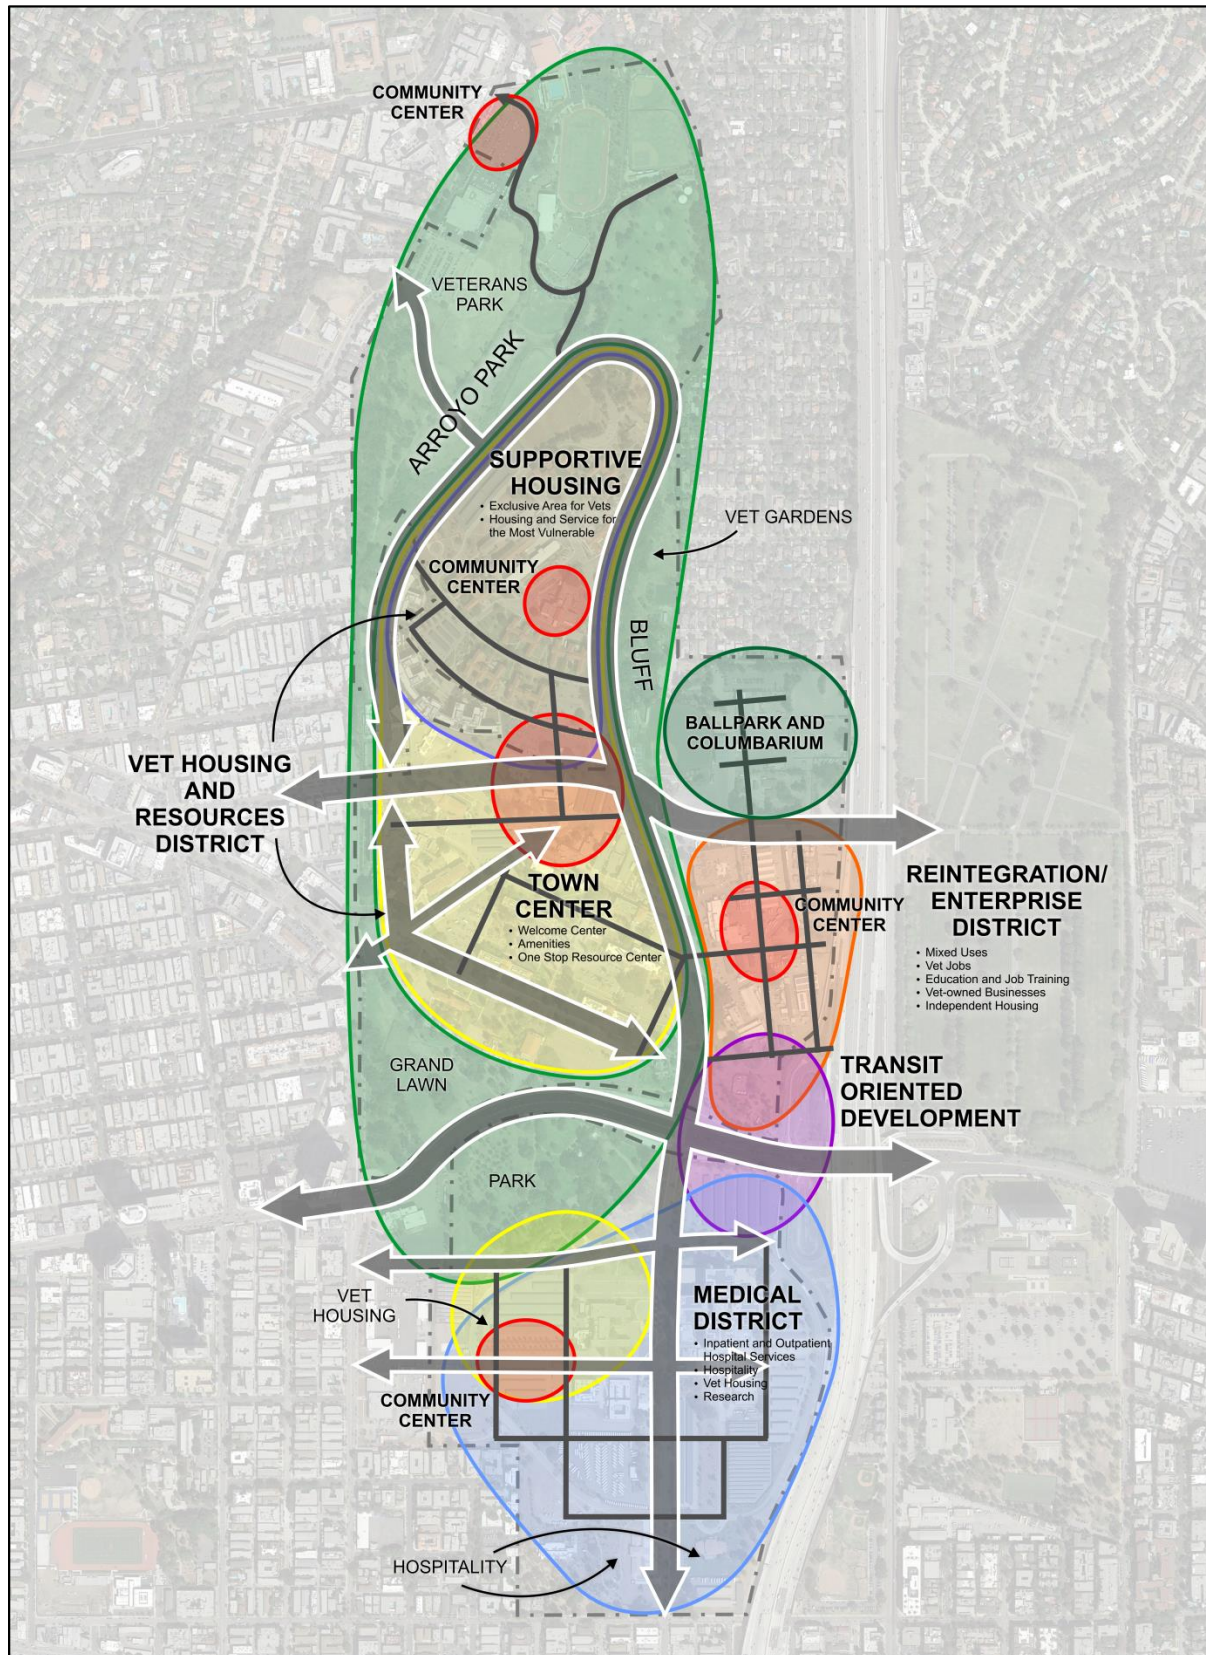 COMMUNITY
CENTER
VETERANS
PARK
ARROYO PARK
SUPPORTIVE
HOUSING
• Exclusive Area for Vets
• Housing and Service for
the Most Vulnerable
VET GARDENS
COMMUNITY
CENTER
BLUFF
BALLPARK AND
COLUMBARIUM
VET HOUSING
AND
RESOURCES
DISTRICT
TOWN
CENTER
• Welcome Center
• Amenities
• One Stop Resource Center
COMMUNITY
CENTER
REINTEGRATION/
ENTERPRISE
DISTRICT
• Mixed Uses
• Vet Jobs
• Education and Job Training
• Vet-owned Businesses
• Independent Housing
GRAND
LAWN
TRANSIT
ORIENTED
DEVELOPMENT
PARK
VET
HOUSING
MEDICAL
DISTRICT
• Inpatient and Outpatient
Hospital Services
• Hospitality
• Vet Housing
• Research
COMMUNITY
CENTER
HOSPITALITY